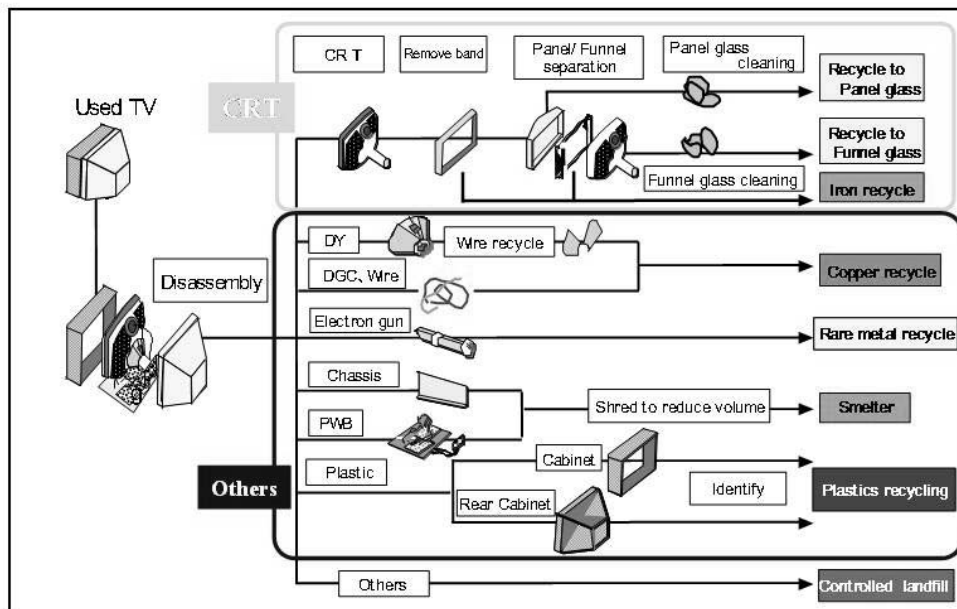 CRT
Remove band
Panel/ Funnel
separation
Panel glass
cleaning
Recycle to
Panel glass
Used TV
CRT
Recycle to
Funnel glass
Funnel glass cleaning
Iron recycle
DY
Wire recycle
Disassembly
DGC、Wire
Copper recycle
Electron gun
Rare metal recycle
Chassis
Shred to reduce volume
Smelter
PWB
Cabinet
Others
Plastic
Identify
Plastics recycling
Rear Cabinet
Others
Controlled landfill